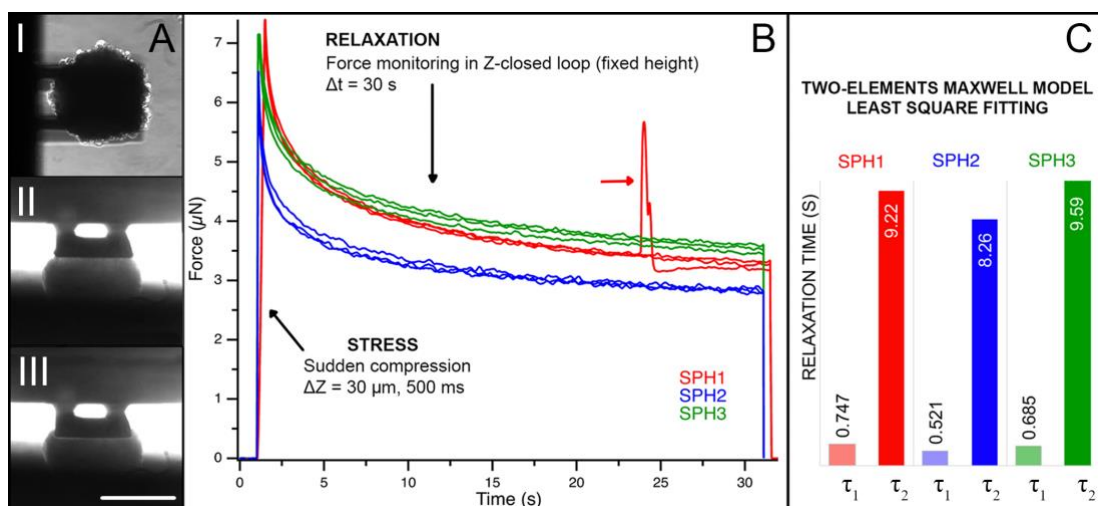 I
A
II
III
B
7
6
5
4
3
2
1
0
Force (µN)
RELAXATION
Force monitoring in Z-closed loop (fixed height)
Δt = 30 s
STRESS
Sudden compression
ΔZ = 30 µm, 500 ms
SPH1
SPH2
SPH3
0 5 10 15 20 25 30
Time (s)
C
TWO-ELEMENTS MAXWELL MODEL
LEAST SQUARE FITTING
SPH1 SPH2 SPH3
RELAXATION TIME (S)
0.747 9.22 0.521 8.26 0.685 9.59
τ1 τ2 τ1 τ2 τ1 τ2